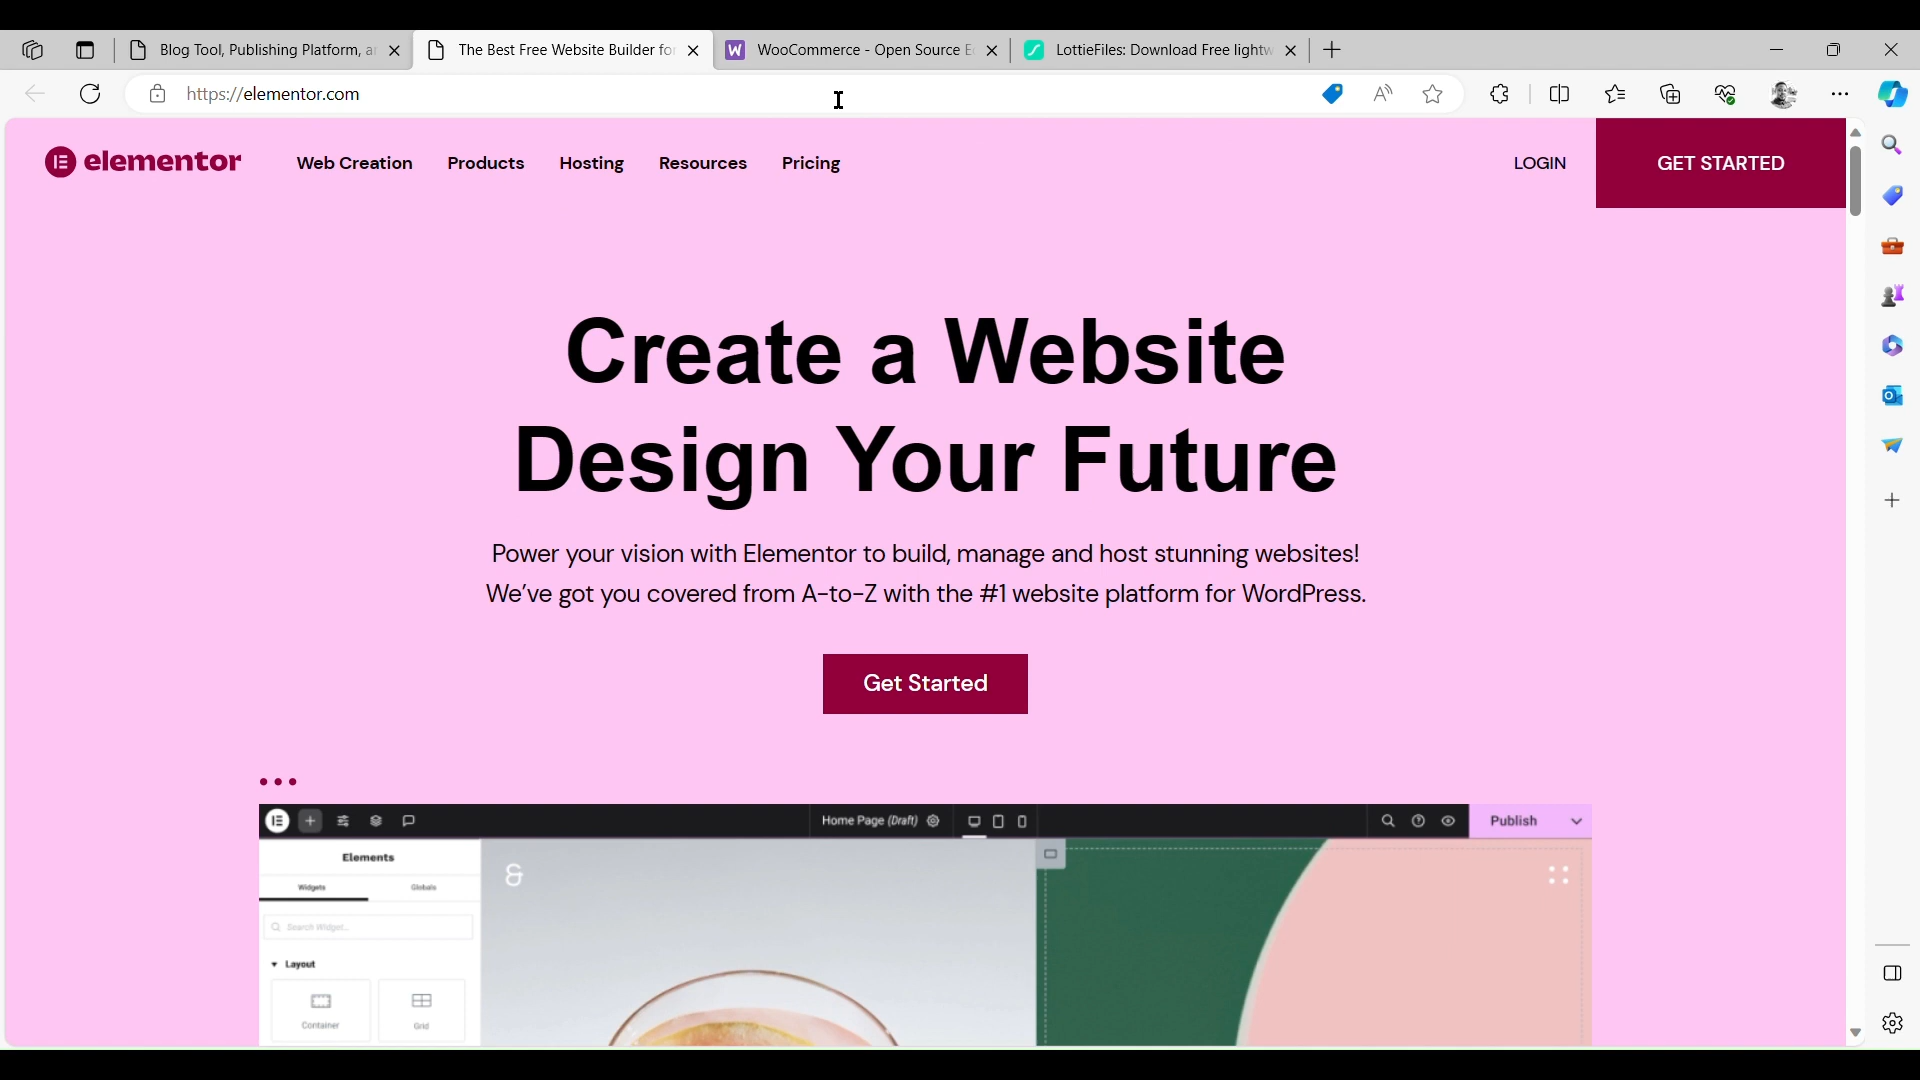 Blog Tool, Publishing Platform, a
The Best Free Website Builder for
WooCommerce - Open Source E
LottieFiles: Download Free lightw
https://elementor.com
elementor
Web Creation
Products
Hosting
Resources
Pricing
LOGIN
GET STARTED
Create a Website
Design Your Future
Power your vision with Elementor to build, manage and host stunning websites!
We've got you covered from A-to-Z with the #1 website platform for WordPress.
Get Started
Home Page (Draft)
Publish
Elements
Widgets
Globals
Search Widget...
Layout
Container
Grid
&